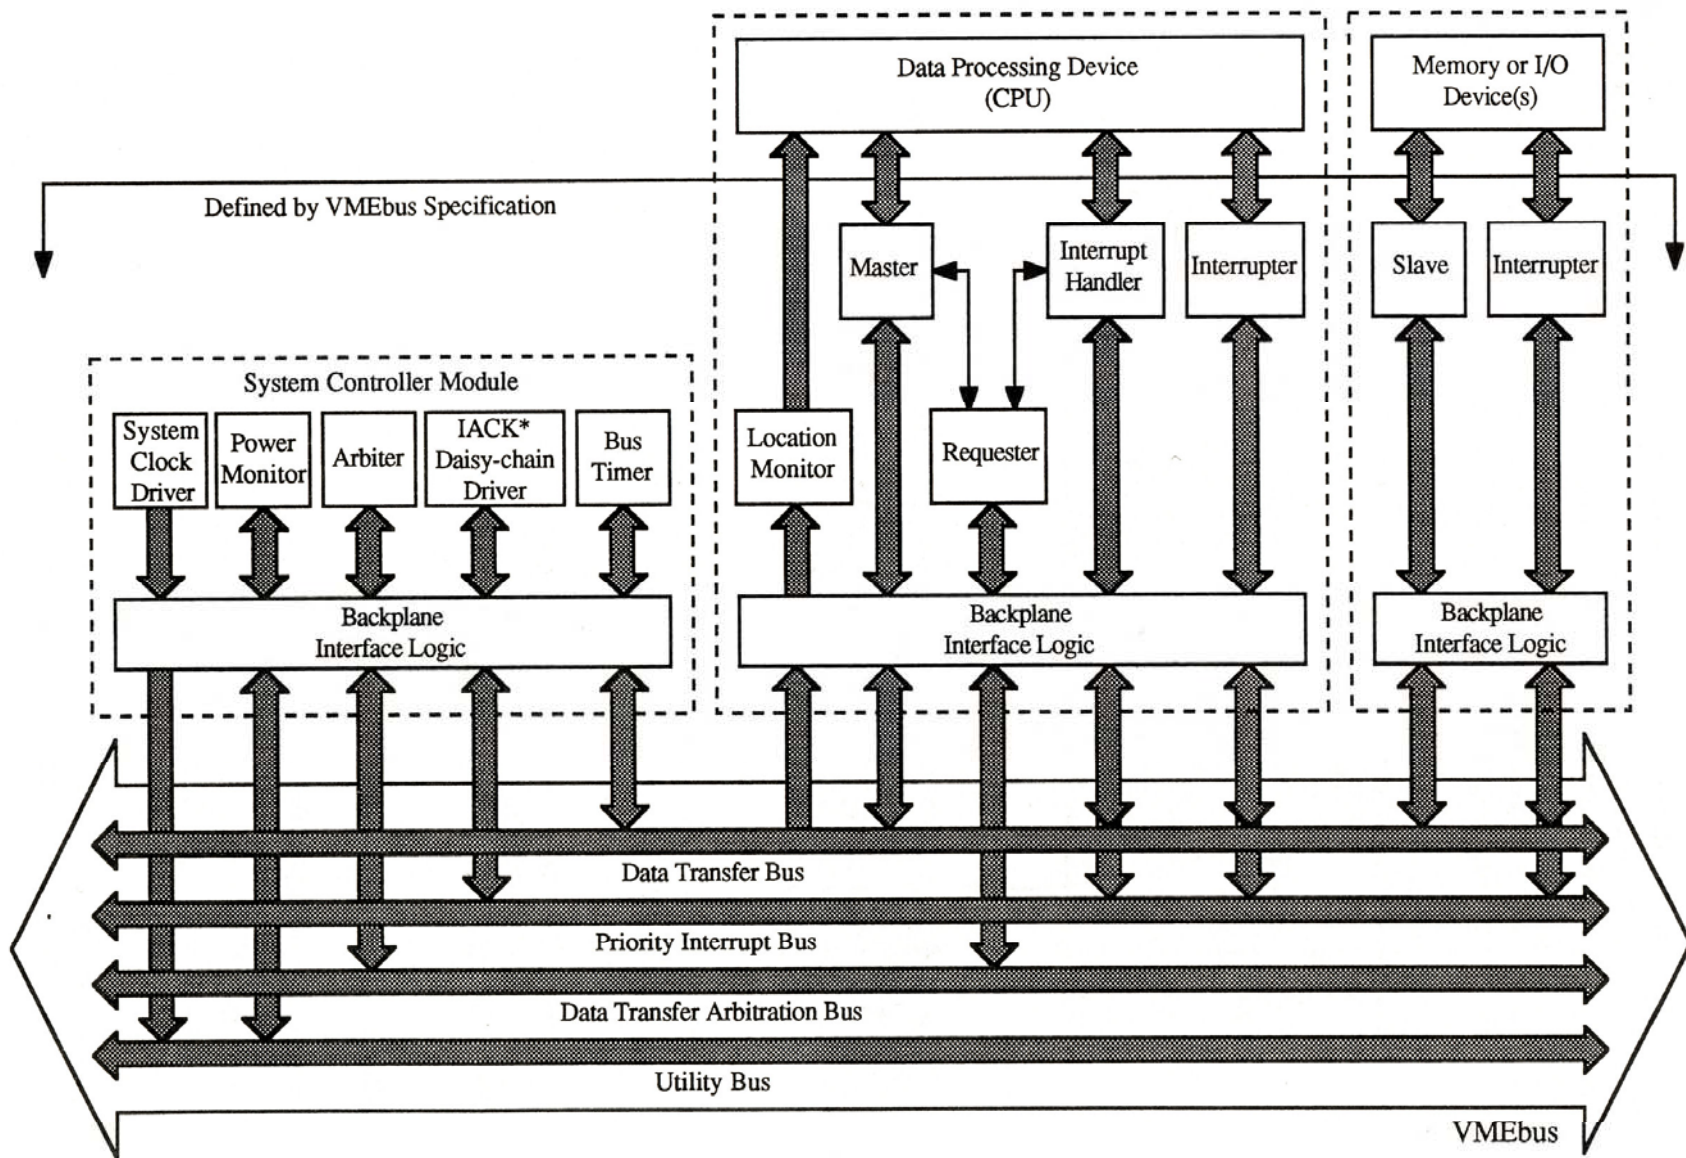 Data Processing Device
(CPU)
Memory or I/O
Device(s)
Defined by VMEbus Specification
Master
Interrupt
Handler
Interrupter
Slave
Interrupter
System Controller Module
System
Clock
Driver
Power
Monitor
Arbiter
IACK*
Daisy-chain
Driver
Bus
Timer
Location
Monitor
Requester
Backplane
Interface Logic
Backplane
Interface Logic
Backplane
Interface Logic
Data Transfer Bus
Priority Interrupt Bus
Data Transfer Arbitration Bus
Utility Bus
VMEbus